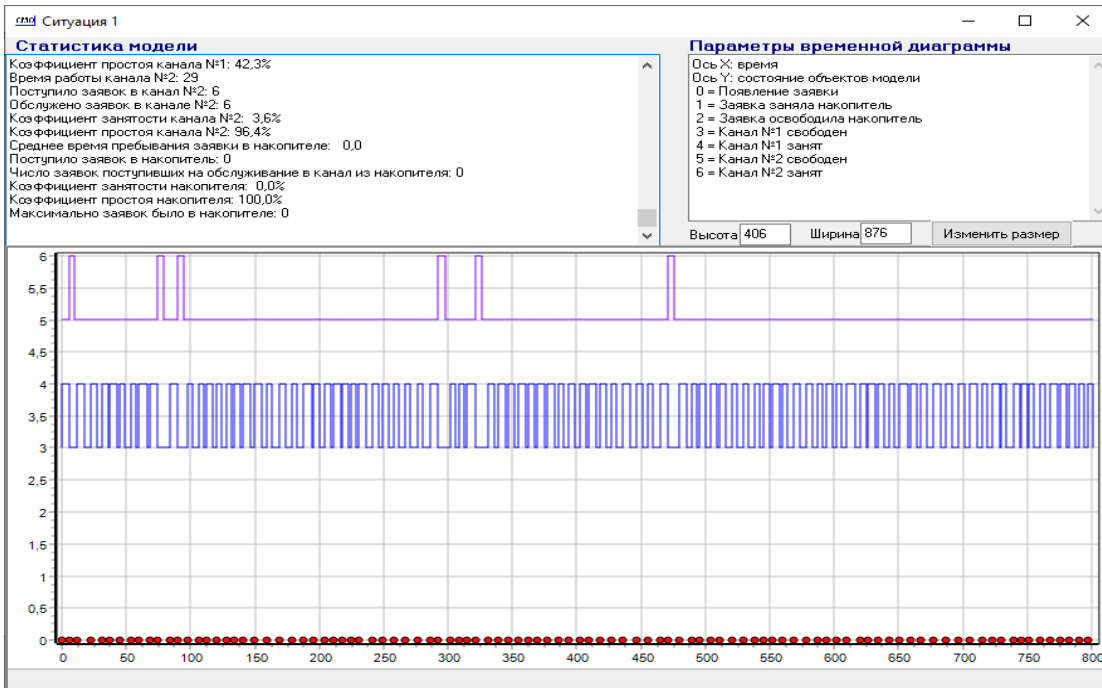 СМО Ситуация 1
Статистика модели
Коэффициент простоя канала №1: 42,3%
Время работы канала №2: 29
Поступило заявок в канал №2: 6
Обслужено заявок в канале №2: 6
Коэффициент занятости канала №2: 3,6%
Коэффициент простоя канала №2: 96,4%
Среднее время пребывания заявки в накопителе: 0,0
Поступило заявок в накопитель: 0
Число заявок поступивших на обслуживание в канал из накопителя: 0
Коэффициент занятости накопителя: 0,0%
Коэффициент простоя накопителя: 100,0%
Максимально заявок было в накопителе: 0
Параметры временной диаграммы
Ось X: время
Ось Y: состояние объектов модели
0 = Появление заявки
1 = Заявка заняла накопитель
2 = Заявка освободила накопитель
3 = Канал №1 свободен
4 = Канал №1 занят
5 = Канал №2 свободен
6 = Канал №2 занят
Высота 406 Ширина 876 Изменить размер
6
5,5
5
4,5
4
3,5
3
2,5
2
1,5
1
0,5
0
0 50 100 150 200 250 300 350 400 450 500 550 600 650 700 750 800